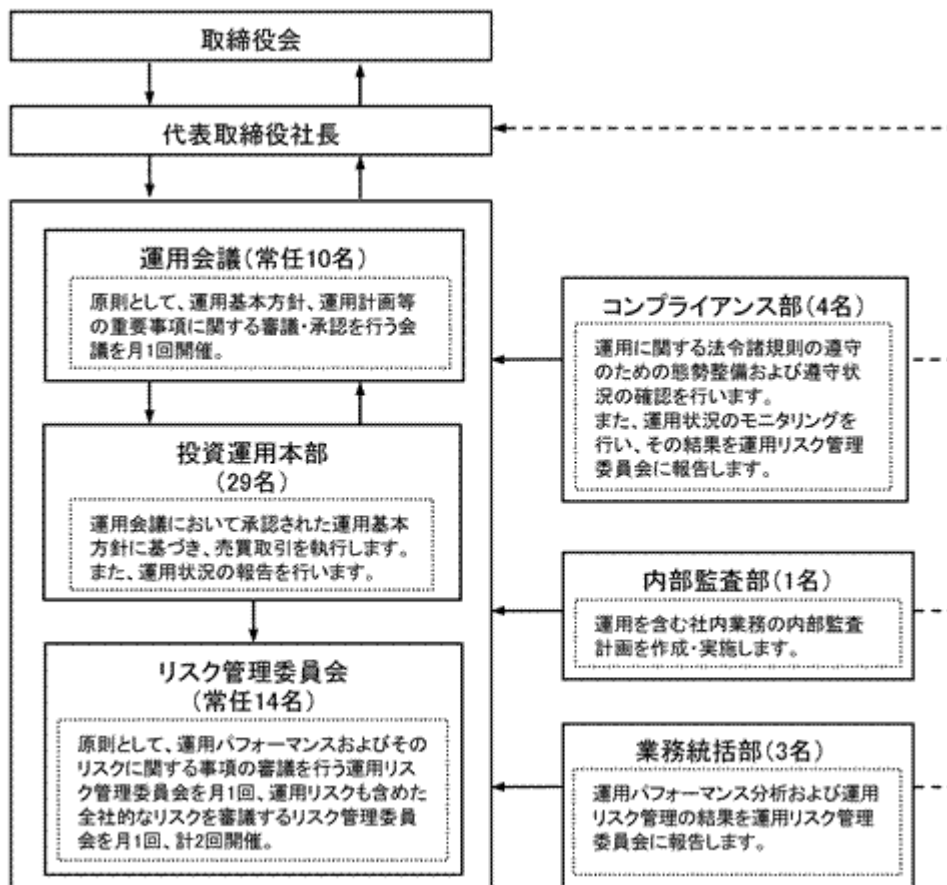 取締役会
代表取締役社長
運用会議(常任10名)
原則として、運用基本方針、運用計画等
の重要事項に関する審議・承認を行う会
議を月1回開催。
投資運用本部
(29名)
運用会議において承認された運用基本
方針に基づき、売買取引を執行します。
また、運用状況の報告を行います。
リスク管理委員会
(常任14名)
原則として、運用パフォーマンスおよびその
リスクに関する事項の審議を行う運用リス
ク管理委員会を月1回、運用リスクも含めた
全社的なリスクを審議するリスク管理委員
会を月1回、計2回開催。
コンプライアンス部(4名)
運用に関する法令諸規則の遵守
のための態勢整備および遵守状
況の確認を行います。
また、運用状況のモニタリングを
行い、その結果を運用リスク管理
委員会に報告します。
内部監査部(1名)
運用を含む社内業務の内部監査
計画を作成・実施します。
業務統括部(3名)
運用パフォーマンス分析および運用
リスク管理の結果を運用リスク管理
委員会に報告します。